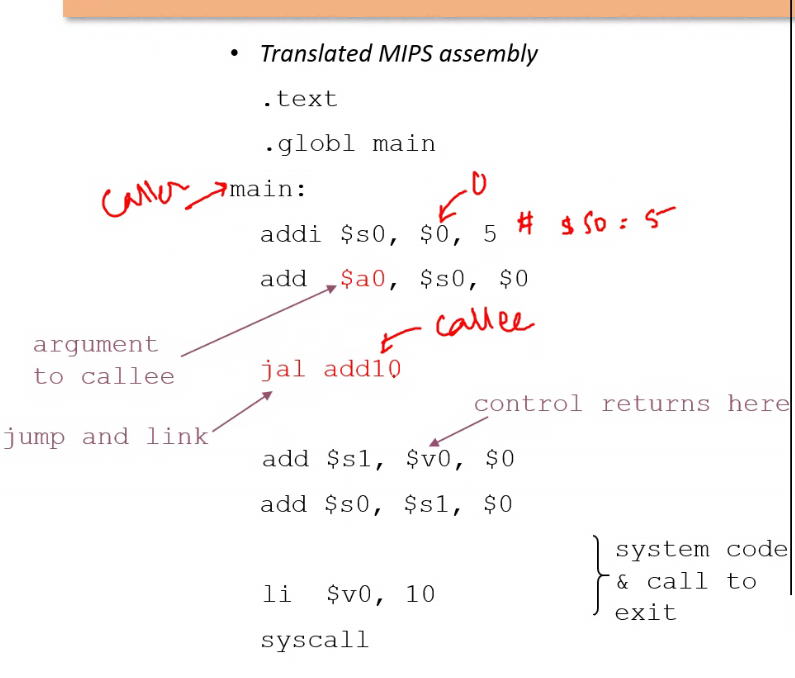 • Translated MIPS assembly
.text
.globl main
0
Caller main:
addi $s0, $0, 5 # $s0 = 5
add $a0, $s0, $0
callee
argument
to callee
jal add10
control returns here
jump and link
add $s1, $v0, $0
add $s0, $s1, $0
system code
& call to
exit
li $v0, 10
syscall